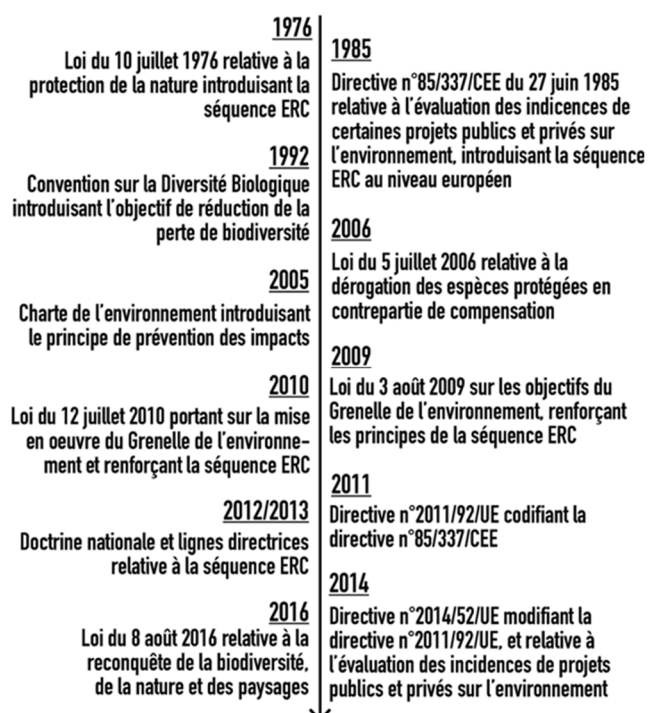 1976
Loi du 10 juillet 1976 relative à la
protection de la nature introduisant la
séquence ERC
1985
Directive n°85/337/CEE du 27 juin 1985
relative à l'évaluation des indicences de
certaines projets publics et privés sur
l'environnement, introduisant la séquence
ERC au niveau européen
1992
Convention sur la Diversité Biologique
introduisant l'objectif de réduction de la
perte de biodiversité
2005
Charte de l'environnement introduisant
le principe de prévention des impacts
2006
Loi du 5 juillet 2006 relative à la
dérogation des espèces protégées en
contrepartie de compensation
2009
Loi du 3 août 2009 sur les objectifs du
Grenelle de l'environnement, renforçant
les principes de la séquence ERC
2010
Loi du 12 juillet 2010 portant sur la mise
en oeuvre du Grenelle de l'environne-
ment et renforçant la séquence ERC
2011
Directive n°2011/92/UE codifiant la
directive n°85/337/CEE
2012/2013
Doctrine nationale et lignes directrices
relative à la séquence ERC
2014
Directive n°2014/52/UE modifiant la
directive n°2011/92/UE, et relative à
l'évaluation des incidences de projets
publics et privés sur l'environnement
2016
Loi du 8 août 2016 relative à la
reconquête de la biodiversité,
de la nature et des paysages